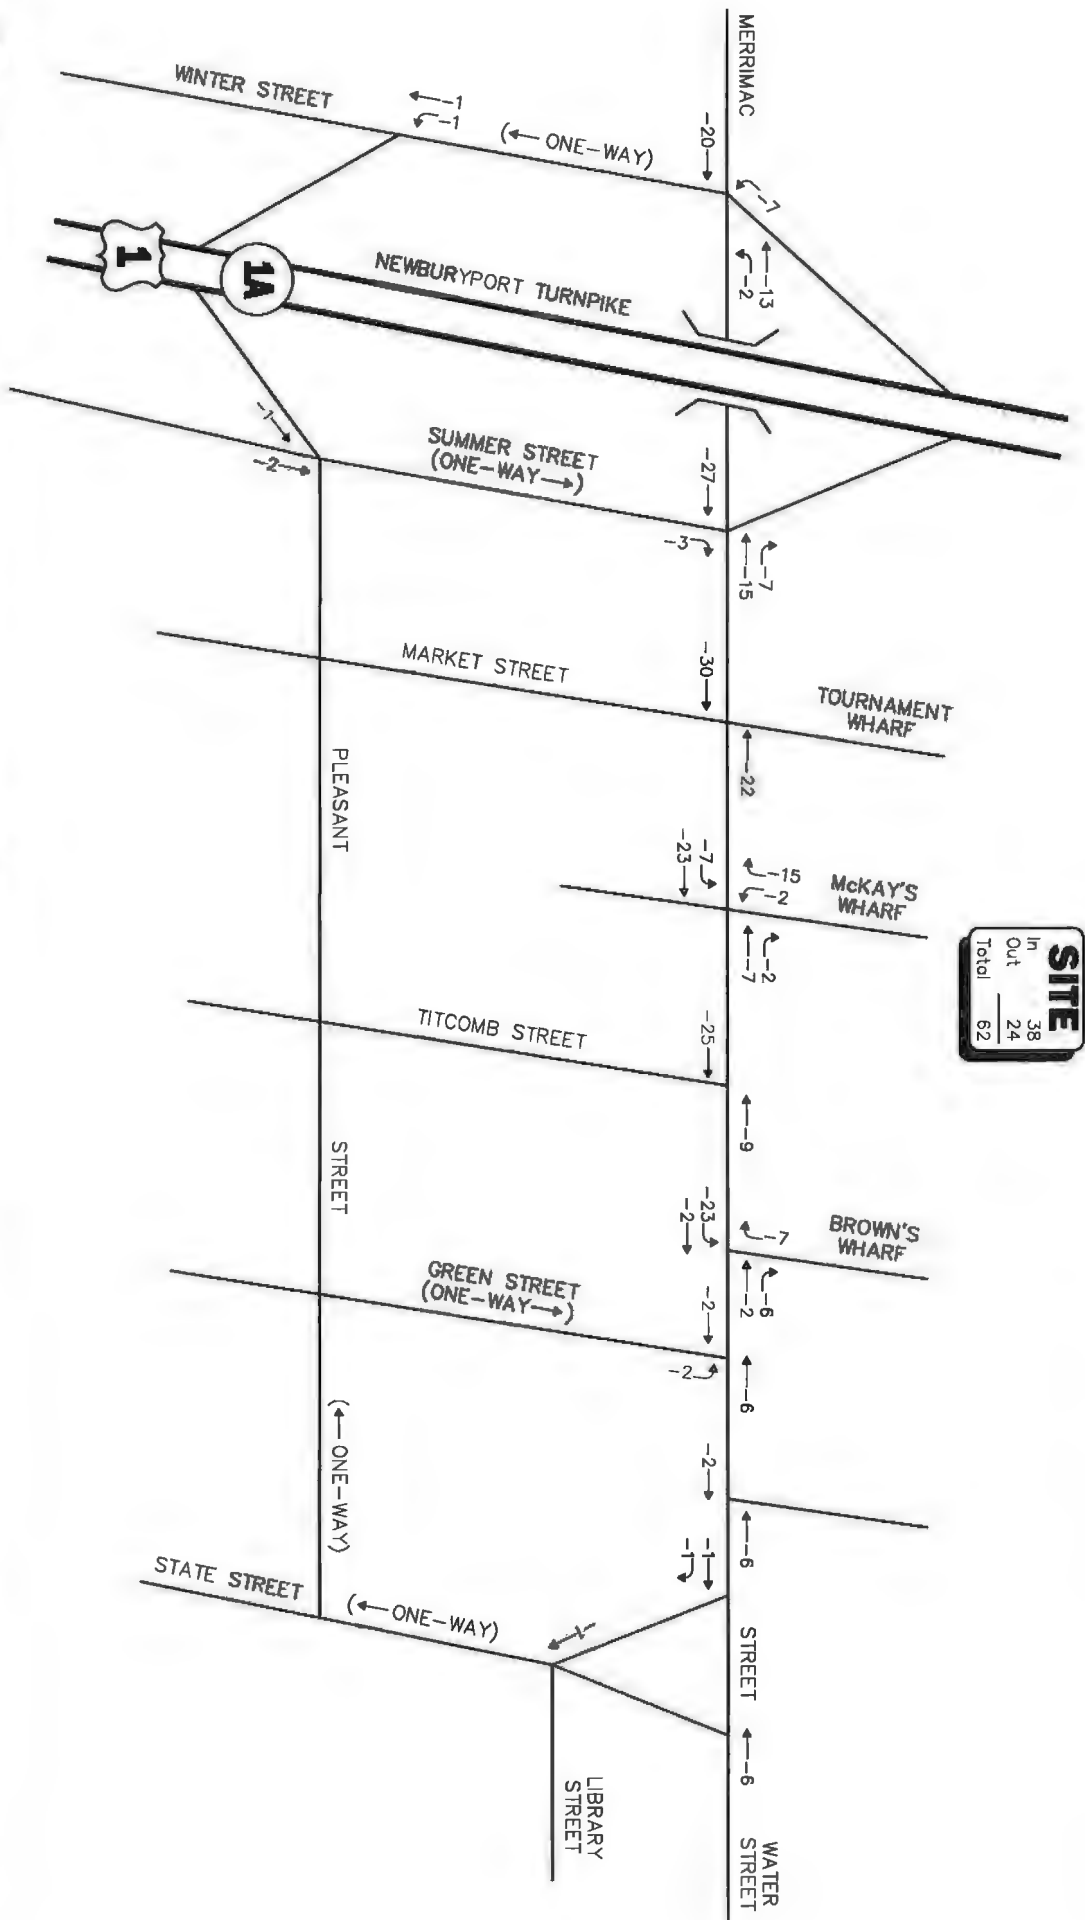 MERRIMAC
WINTER STREET
←1
1
(← ONE-WAY)
-20→
-7
←13
-2
1
1A
NEWBURYPORT TURNPIKE
-1
-2→
SUMMER STREET
(ONE-WAY→)
-27→
-3
-7
←15
MARKET STREET
-30→
TOURNAMENT
WHARF
←22
PLEASANT
-7
-23→
-15
-2
McKAY'S
WHARF
-2
←7
SITE
In 38
Out 24
Total 62
TITCOMB STREET
-25→
←9
STREET
-23
-2→
-7
BROWN'S
WHARF
-6
←2
GREEN STREET
(ONE-WAY→)
-2→
-2
←6
(← ONE-WAY)
-2→
←6
-1→
-1
STATE STREET
(← ONE-WAY)
-1
STREET
←6
LIBRARY
STREET
WATER
STREET